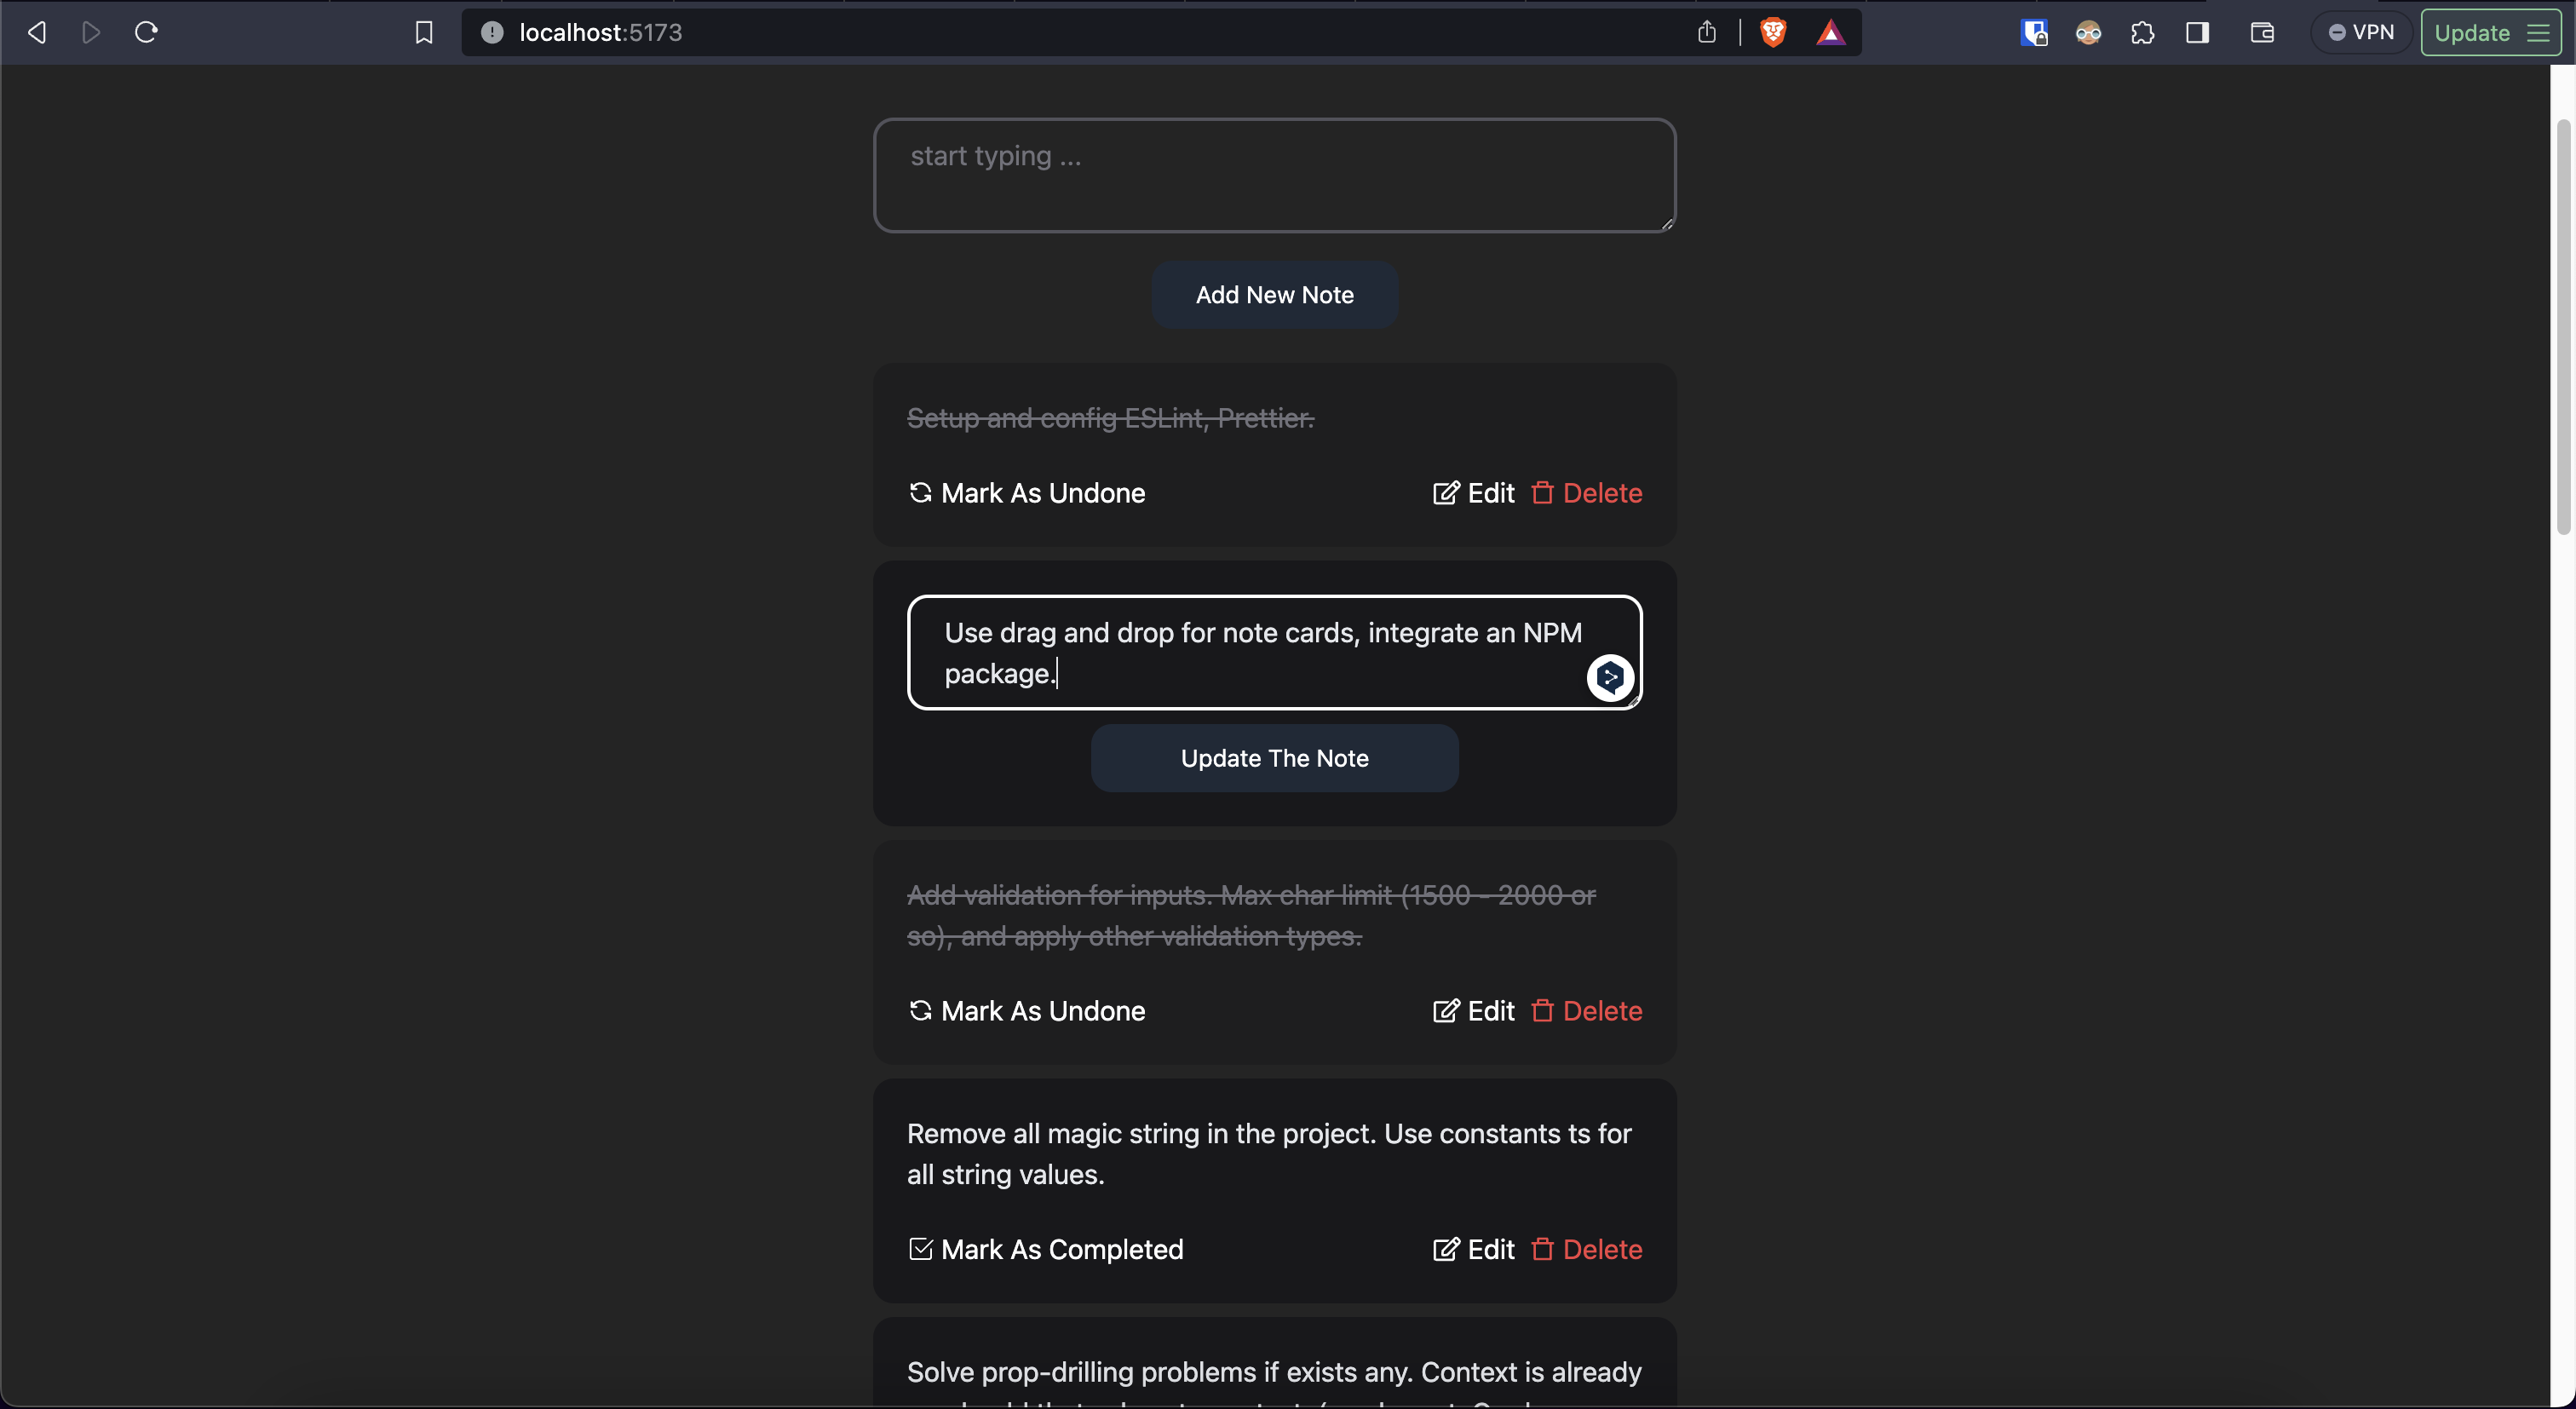 localhost:5173
VPN
Update
start typing ...
Add New Note
Setup and config ESLint, Prettier.
Mark As Undone
Edit
Delete
Use drag and drop for note cards, integrate an NPM
package.
Update The Note
Add validation for inputs. Max char limit (1500 - 2000 or
so), and apply other validation types.
Mark As Undone
Edit
Delete
Remove all magic string in the project. Use constants ts for
all string values.
Mark As Completed
Edit
Delete
Solve prop-drilling problems if exists any. Context is already